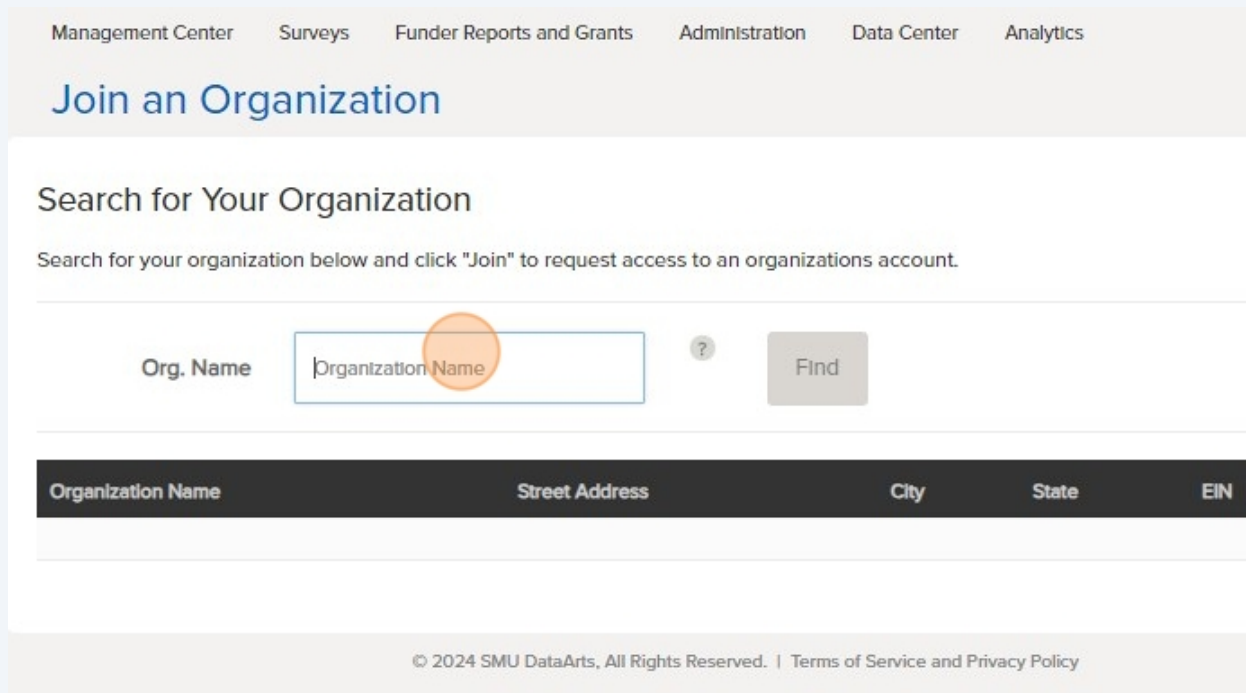 Management Center Surveys Funder Reports and Grants Administration Data Center Analytics
Join an Organization
Search for Your Organization
Search for your organization below and click "Join" to request access to an organizations account.
Org. Name Organization Name ? Find
Organization Name Street Address City State EIN
© 2024 SMU DataArts, All Rights Reserved. | Terms of Service and Privacy Policy